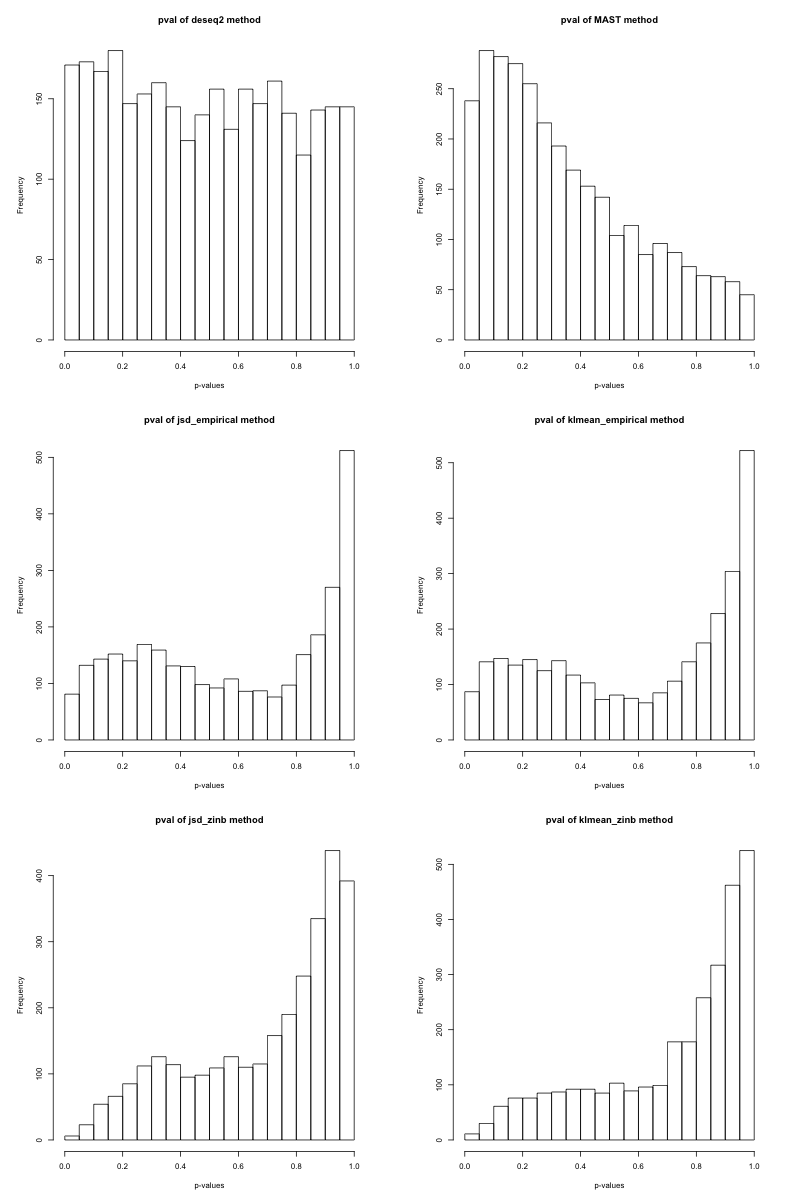 pval of deseq2 method
Frequency
0 50 100 150
0.0 0.2 0.4 0.6 0.8 1.0
p-values
pval of MAST method
Frequency
0 50 100 150 200 250
0.0 0.2 0.4 0.6 0.8 1.0
p-values
pval of jsd_empirical method
Frequency
0 100 200 300 400 500
0.0 0.2 0.4 0.6 0.8 1.0
p-values
pval of klmean_empirical method
Frequency
0 100 200 300 400 500
0.0 0.2 0.4 0.6 0.8 1.0
p-values
pval of jsd_zinb method
Frequency
0 100 200 300 400
0.0 0.2 0.4 0.6 0.8 1.0
p-values
pval of klmean_zinb method
Frequency
0 100 200 300 400 500
0.0 0.2 0.4 0.6 0.8 1.0
p-values